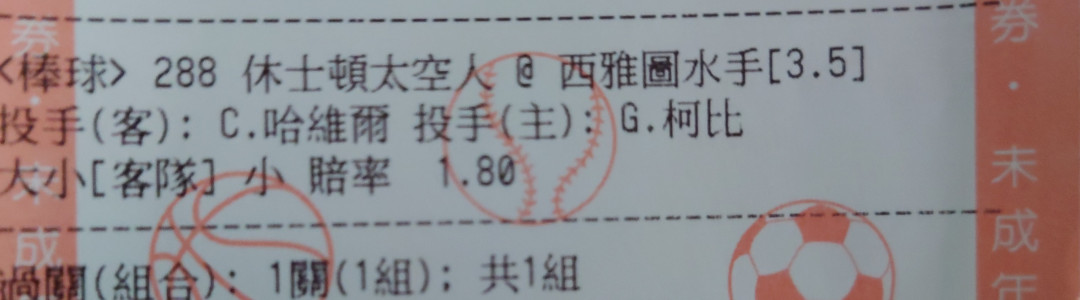 <棒球> 288 休士頓太空人 @ 西雅圖水手[3.5]
投手(客): C.哈維爾 投手(主): G.柯比
大小[客隊] 小 賠率 1.80
過關(組合): 1關(1組); 共1組
券・未成年
券・未成